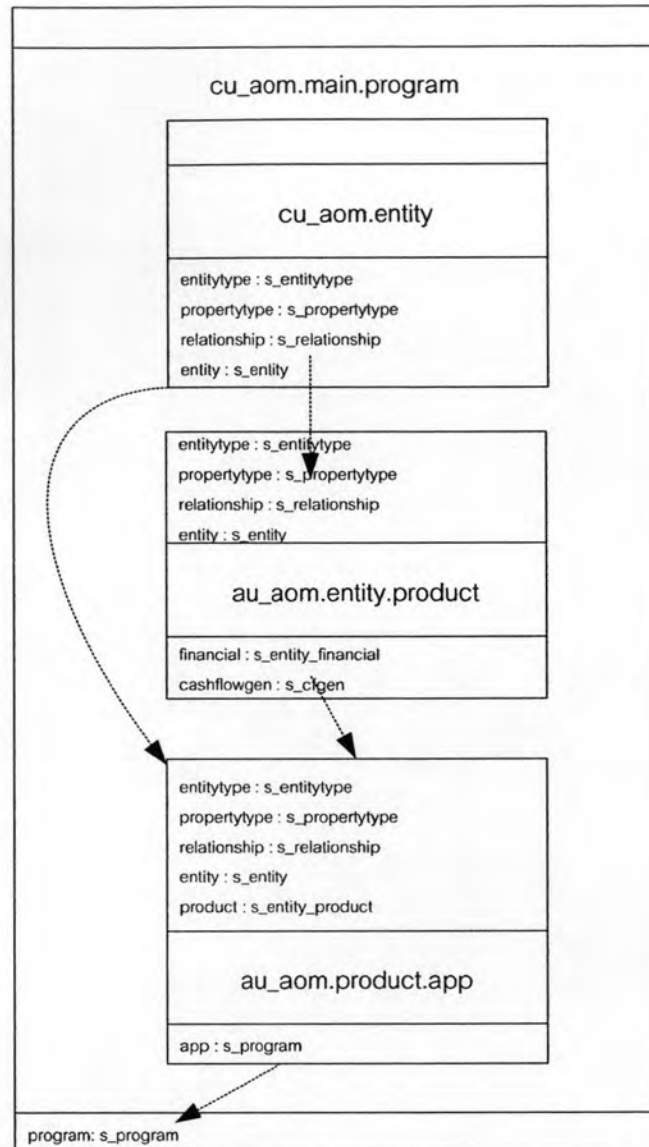 cu_aom.main.program
cu_aom.entity
entitytype : s_entitytype
propertytype : s_propertytype
relationship : s_relationship
entity : s_entity
entitytype : s_entitytype
propertytype : s_propertytype
relationship : s_relationship
entity : s_entity
au_aom.entity.product
financial : s_entity_financial
cashflowgen : s_cfgen
entitytype : s_entitytype
propertytype : s_propertytype
relationship : s_relationship
entity : s_entity
product : s_entity_product
au_aom.product.app
app : s_program
program: s_program